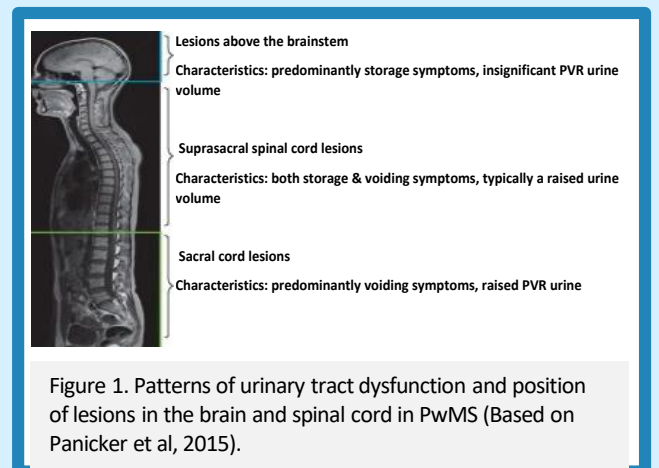 Lesions above the brainstem
Characteristics: predominantly storage symptoms, insignificant PVR urine
volume
Suprasacral spinal cord lesions
Characteristics: both storage & voiding symptoms, typically a raised urine
volume
Sacral cord lesions
Characteristics: predominantly voiding symptoms, raised PVR urine
Figure 1. Patterns of urinary tract dysfunction and position
of lesions in the brain and spinal cord in PwMS (Based on
Panicker et al, 2015).